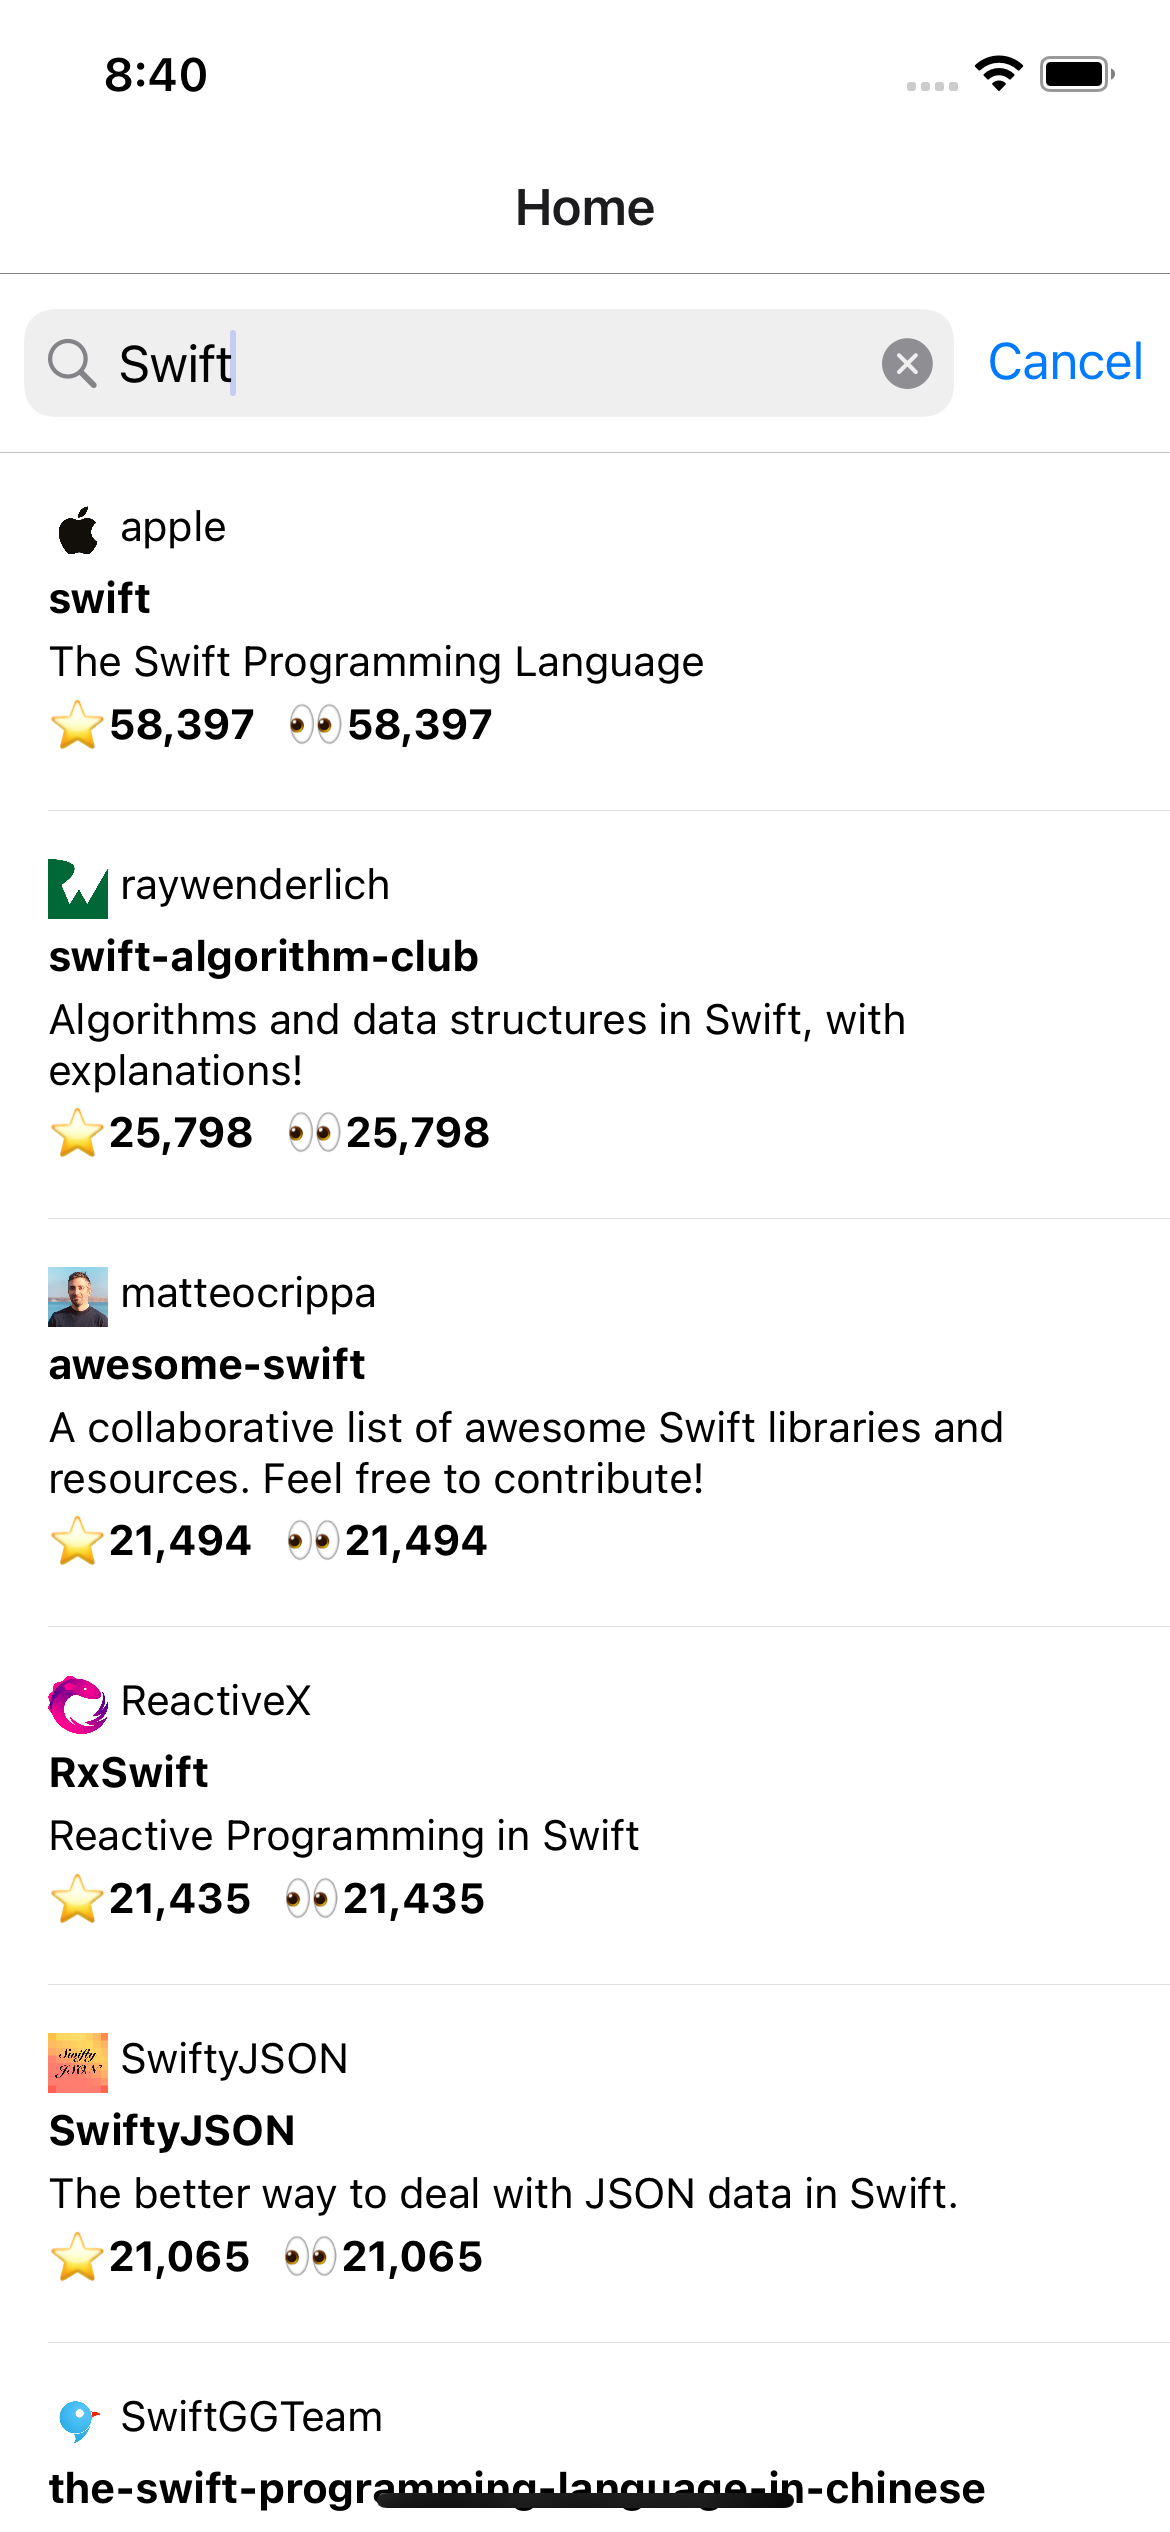 8:40
Home
Swift
Cancel
apple
swift
The Swift Programming Language
⭐️58,397 👀58,397
raywenderlich
swift-algorithm-club
Algorithms and data structures in Swift, with
explanations!
⭐️25,798 👀25,798
matteocrippa
awesome-swift
A collaborative list of awesome Swift libraries and
resources. Feel free to contribute!
⭐️21,494 👀21,494
ReactiveX
RxSwift
Reactive Programming in Swift
⭐️21,435 👀21,435
Swifty
JSON
SwiftyJSON
SwiftyJSON
The better way to deal with JSON data in Swift.
⭐️21,065 👀21,065
SwiftGGTeam
the-swift-programming-language-in-chinese